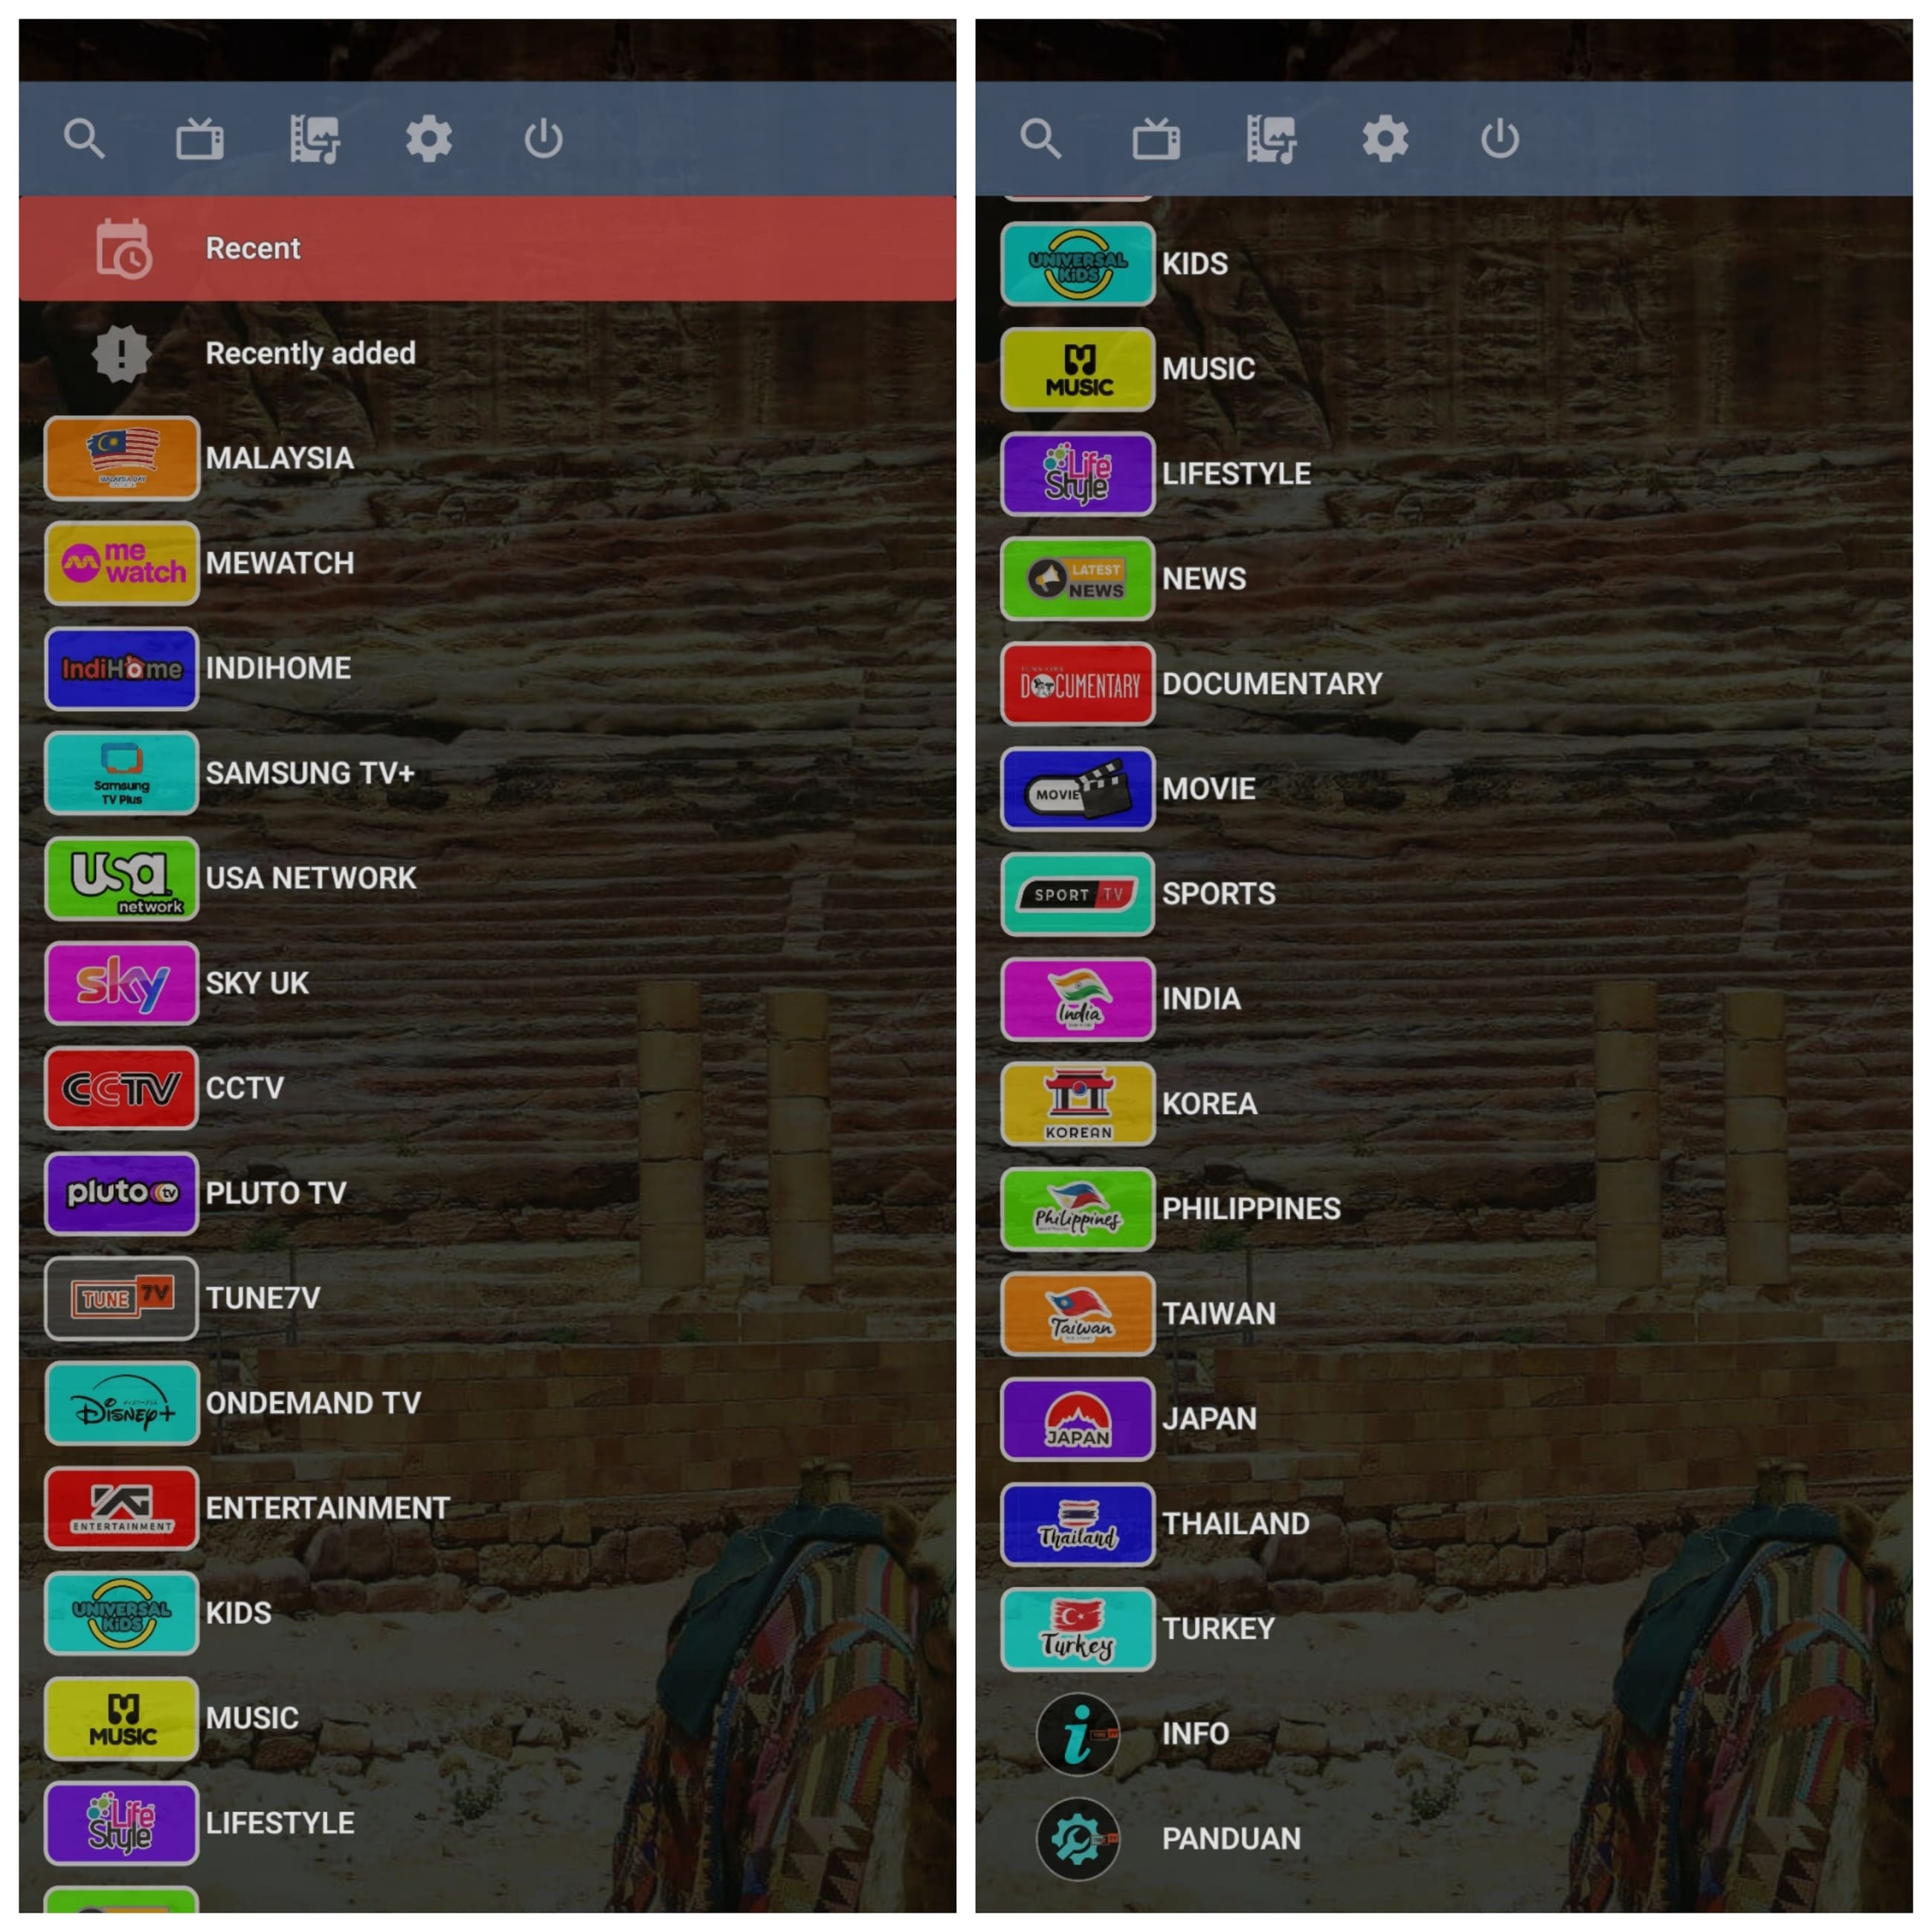 Recent
Recently added
MALAYSIA
me
watch
MEWATCH
IndiHome
INDIHOME
Samsung
TV Plus
SAMSUNG TV+
usa
network
USA NETWORK
sky
SKY UK
CCTV
CCTV
pluto tv
PLUTO TV
TUNE 7V
TUNE7V
Disney+
ONDEMAND TV
YG
ENTERTAINMENT
ENTERTAINMENT
UNIVERSAL
KiDS
KIDS
MUSIC
MUSIC
Life
Style
LIFESTYLE
UNIVERSAL
KiDS
KIDS
MUSIC
MUSIC
Life
Style
LIFESTYLE
LATEST
NEWS
NEWS
DOCUMENTARY
DOCUMENTARY
MOVIE
MOVIE
SPORT TV
SPORTS
India
INDIA
KOREAN
KOREA
Philippines
PHILIPPINES
Taiwan
TAIWAN
JAPAN
JAPAN
Thailand
THAILAND
Turkey
TURKEY
i
INFO
PANDUAN